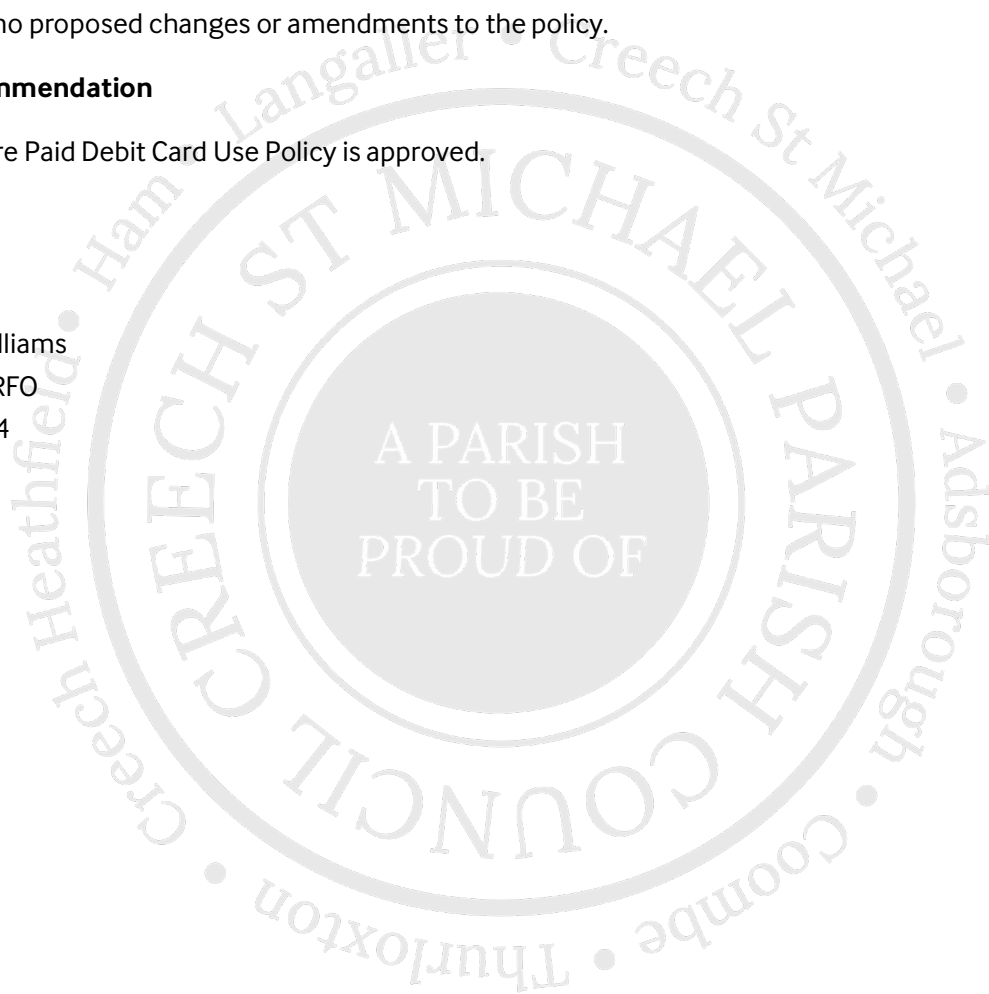 no proposed changes or amendments to the policy.
mmendation
re Paid Debit Card Use Policy is approved.
lliams
RFO
4
Ham • Langaller • Creech St Michael • Adsborough • Coombe • Thurloxton • Creech Heathfield •
CREECH ST MICHAEL PARISH COUNCIL
A PARISH
TO BE
PROUD OF